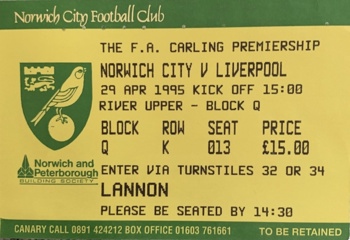 Norwich City Football Club
THE F.A. CARLING PREMIERSHIP
NORWICH CITY V LIVERPOOL
29 APR 1995 KICK OFF 15:00
RIVER UPPER - BLOCK Q
BLOCK ROW SEAT PRICE
Q K 013 £15.00
ENTER VIA TURNSTILES 32 OR 34
LANNON
PLEASE BE SEATED BY 14:30
Norwich and
Peterborough
BUILDING SOCIETY
CANARY CALL 0891 424212 BOX OFFICE 01603 761661 TO BE RETAINED